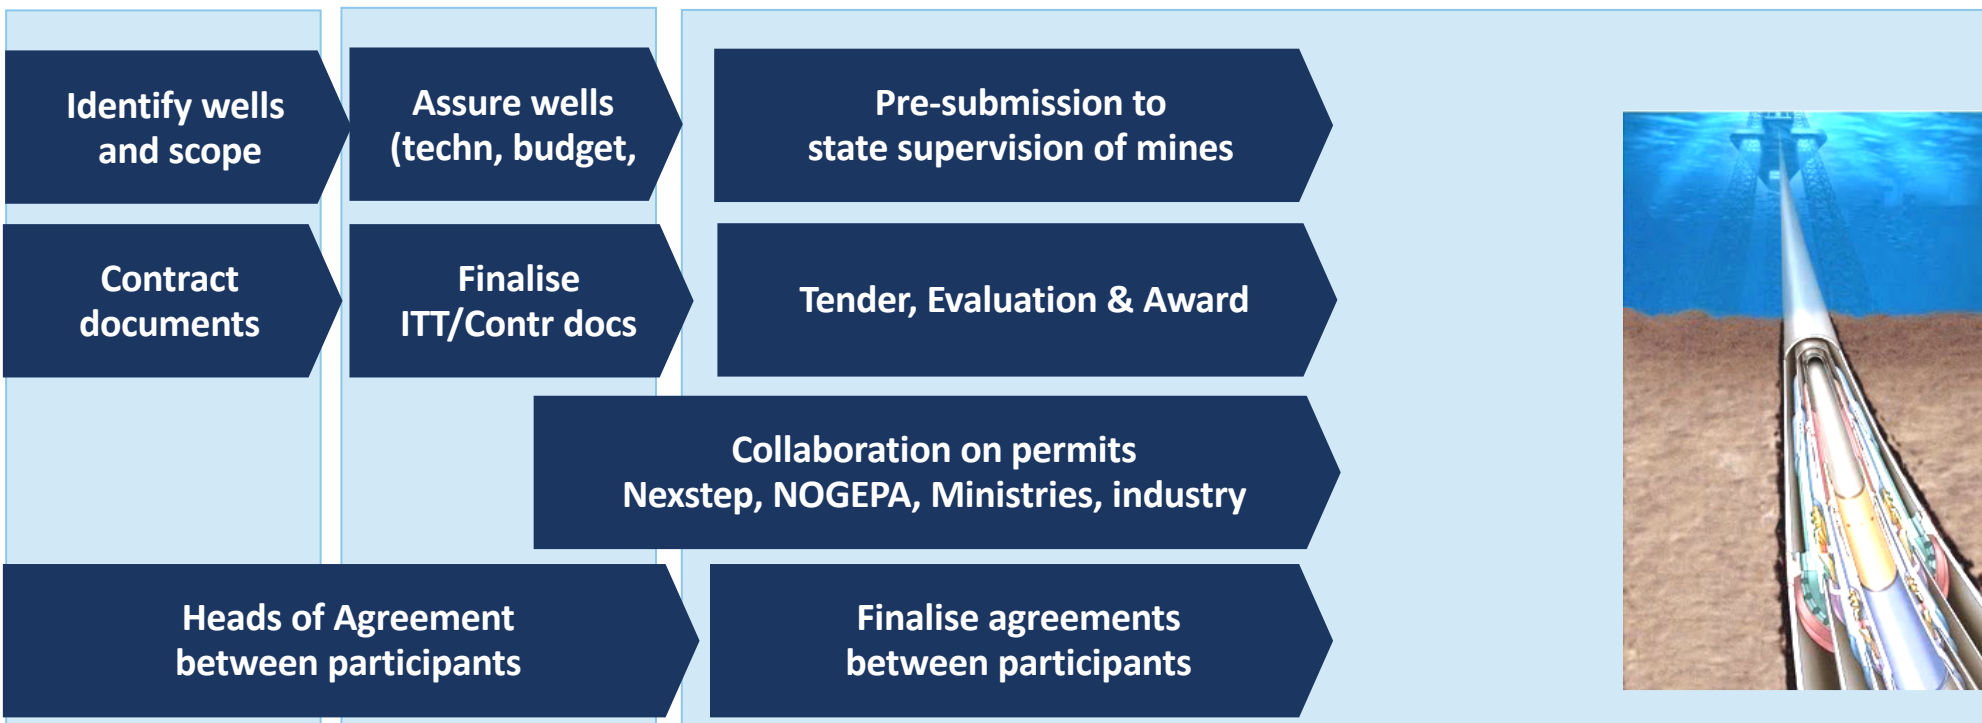 Identify wells
and scope
Assure wells
(techn, budget,
Pre-submission to
state supervision of mines
Contract
documents
Finalise
ITT/Contr docs
Tender, Evaluation & Award
Collaboration on permits
Nexstep, NOGEPA, Ministries, industry
Heads of Agreement
between participants
Finalise agreements
between participants